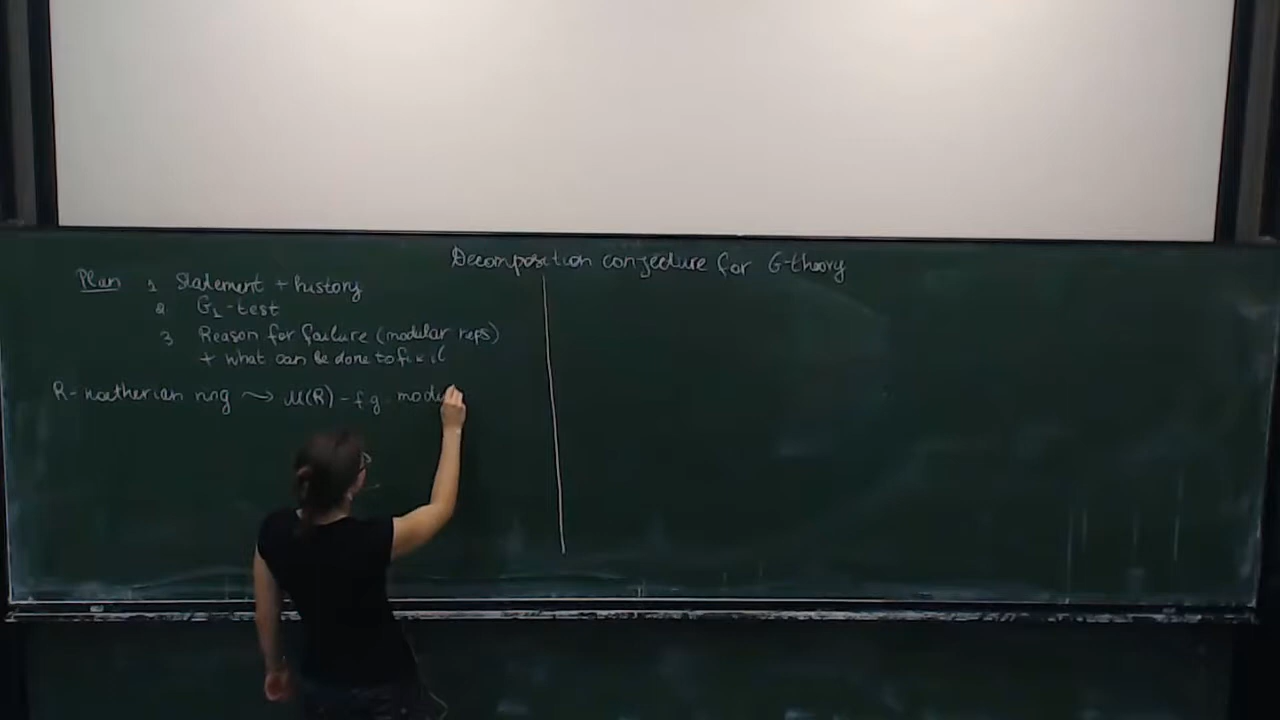 Decomposition conjecture for G-theory
Plan 1 Statement + history
2 G₁-test
3 Reason for failure (modular reps)
+ what can be done to fix it
R - noetherian ring ⤳ M(R) - f.g. modu